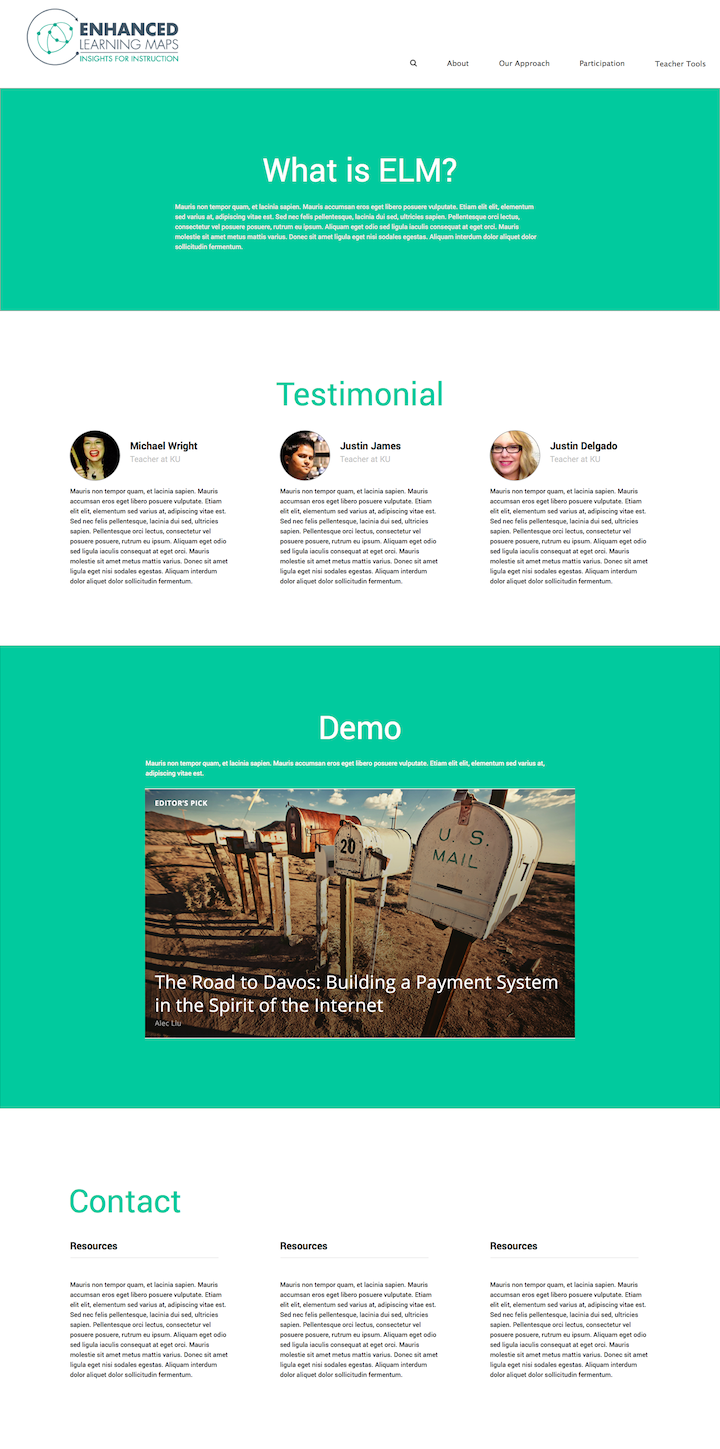 ENHANCED
LEARNING MAPS
INSIGHTS FOR INSTRUCTION
About Our Approach Participation Teacher Tools
What is ELM?
Mauris non tempor quam, et lacinia sapien. Mauris accumsan eros eget libero posuere vulputate. Etiam elit elit, elementum
sed varius at, adipiscing vitae est. Sed nec felis pellentesque, lacinia dui sed, ultricies sapien. Pellentesque orci lectus,
consectetur vel posuere posuere, rutrum eu ipsum. Aliquam eget odio sed ligula iaculis consequat at eget orci. Mauris
molestie sit amet metus mattis varius. Donec sit amet ligula eget nisi sodales egestas. Aliquam interdum dolor aliquet dolor
sollicitudin fermentum.
Testimonial
Michael Wright
Teacher at KU
Mauris non tempor quam, et lacinia sapien. Mauris
accumsan eros eget libero posuere vulputate. Etiam
elit elit, elementum sed varius at, adipiscing vitae est.
Sed nec felis pellentesque, lacinia dui sed, ultricies
sapien. Pellentesque orci lectus, consectetur vel
posuere posuere, rutrum eu ipsum. Aliquam eget odio
sed ligula iaculis consequat at eget orci. Mauris
molestie sit amet metus mattis varius. Donec sit amet
ligula eget nisi sodales egestas. Aliquam interdum
dolor aliquet dolor sollicitudin fermentum.
Justin James
Teacher at KU
Mauris non tempor quam, et lacinia sapien. Mauris
accumsan eros eget libero posuere vulputate. Etiam
elit elit, elementum sed varius at, adipiscing vitae est.
Sed nec felis pellentesque, lacinia dui sed, ultricies
sapien. Pellentesque orci lectus, consectetur vel
posuere posuere, rutrum eu ipsum. Aliquam eget odio
sed ligula iaculis consequat at eget orci. Mauris
molestie sit amet metus mattis varius. Donec sit amet
ligula eget nisi sodales egestas. Aliquam interdum
dolor aliquet dolor sollicitudin fermentum.
Justin Delgado
Teacher at KU
Mauris non tempor quam, et lacinia sapien. Mauris
accumsan eros eget libero posuere vulputate. Etiam
elit elit, elementum sed varius at, adipiscing vitae est.
Sed nec felis pellentesque, lacinia dui sed, ultricies
sapien. Pellentesque orci lectus, consectetur vel
posuere posuere, rutrum eu ipsum. Aliquam eget odio
sed ligula iaculis consequat at eget orci. Mauris
molestie sit amet metus mattis varius. Donec sit amet
ligula eget nisi sodales egestas. Aliquam interdum
dolor aliquet dolor sollicitudin fermentum.
Demo
Mauris non tempor quam, et lacinia sapien. Mauris accumsan eros eget libero posuere vulputate. Etiam elit elit, elementum sed varius at,
adipiscing vitae est.
EDITOR'S PICK
1
20
U. S.
MAIL
7
The Road to Davos: Building a Payment System
in the Spirit of the Internet
Alec Liu
Contact
Resources
Mauris non tempor quam, et lacinia sapien. Mauris
accumsan eros eget libero posuere vulputate. Etiam
elit elit, elementum sed varius at, adipiscing vitae est.
Sed nec felis pellentesque, lacinia dui sed, ultricies
sapien. Pellentesque orci lectus, consectetur vel
posuere posuere, rutrum eu ipsum. Aliquam eget odio
sed ligula iaculis consequat at eget orci. Mauris
molestie sit amet metus mattis varius. Donec sit amet
ligula eget nisi sodales egestas. Aliquam interdum
dolor aliquet dolor sollicitudin fermentum.
Resources
Mauris non tempor quam, et lacinia sapien. Mauris
accumsan eros eget libero posuere vulputate. Etiam
elit elit, elementum sed varius at, adipiscing vitae est.
Sed nec felis pellentesque, lacinia dui sed, ultricies
sapien. Pellentesque orci lectus, consectetur vel
posuere posuere, rutrum eu ipsum. Aliquam eget odio
sed ligula iaculis consequat at eget orci. Mauris
molestie sit amet metus mattis varius. Donec sit amet
ligula eget nisi sodales egestas. Aliquam interdum
dolor aliquet dolor sollicitudin fermentum.
Resources
Mauris non tempor quam, et lacinia sapien. Mauris
accumsan eros eget libero posuere vulputate. Etiam
elit elit, elementum sed varius at, adipiscing vitae est.
Sed nec felis pellentesque, lacinia dui sed, ultricies
sapien. Pellentesque orci lectus, consectetur vel
posuere posuere, rutrum eu ipsum. Aliquam eget odio
sed ligula iaculis consequat at eget orci. Mauris
molestie sit amet metus mattis varius. Donec sit amet
ligula eget nisi sodales egestas. Aliquam interdum
dolor aliquet dolor sollicitudin fermentum.